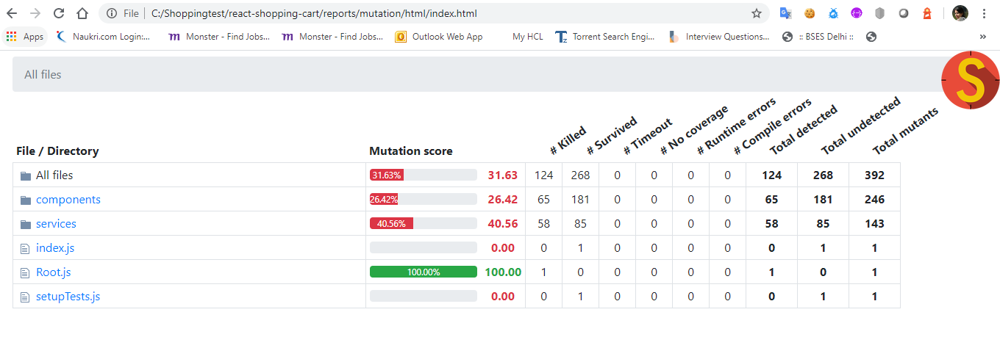 File C:/Shoppingtest/react-shopping-cart/reports/mutation/html/index.html
Apps Naukri.com Login:... Monster - Find Jobs... Monster - Find Jobs... Outlook Web App My HCL Torrent Search Engi... Interview Questions... :: BSES Delhi :: »
All files
S
File / Directory Mutation score # Killed # Survived # Timeout # No coverage # Runtime errors # Compile errors Total detected Total undetected Total mutants
All files 31.63% 31.63 124 268 0 0 0 0 124 268 392
components 26.42% 26.42 65 181 0 0 0 0 65 181 246
services 40.56% 40.56 58 85 0 0 0 0 58 85 143
index.js 0.00 0 1 0 0 0 0 0 1 1
Root.js 100.00% 100.00 1 0 0 0 0 0 1 0 1
setupTests.js 0.00 0 1 0 0 0 0 0 1 1